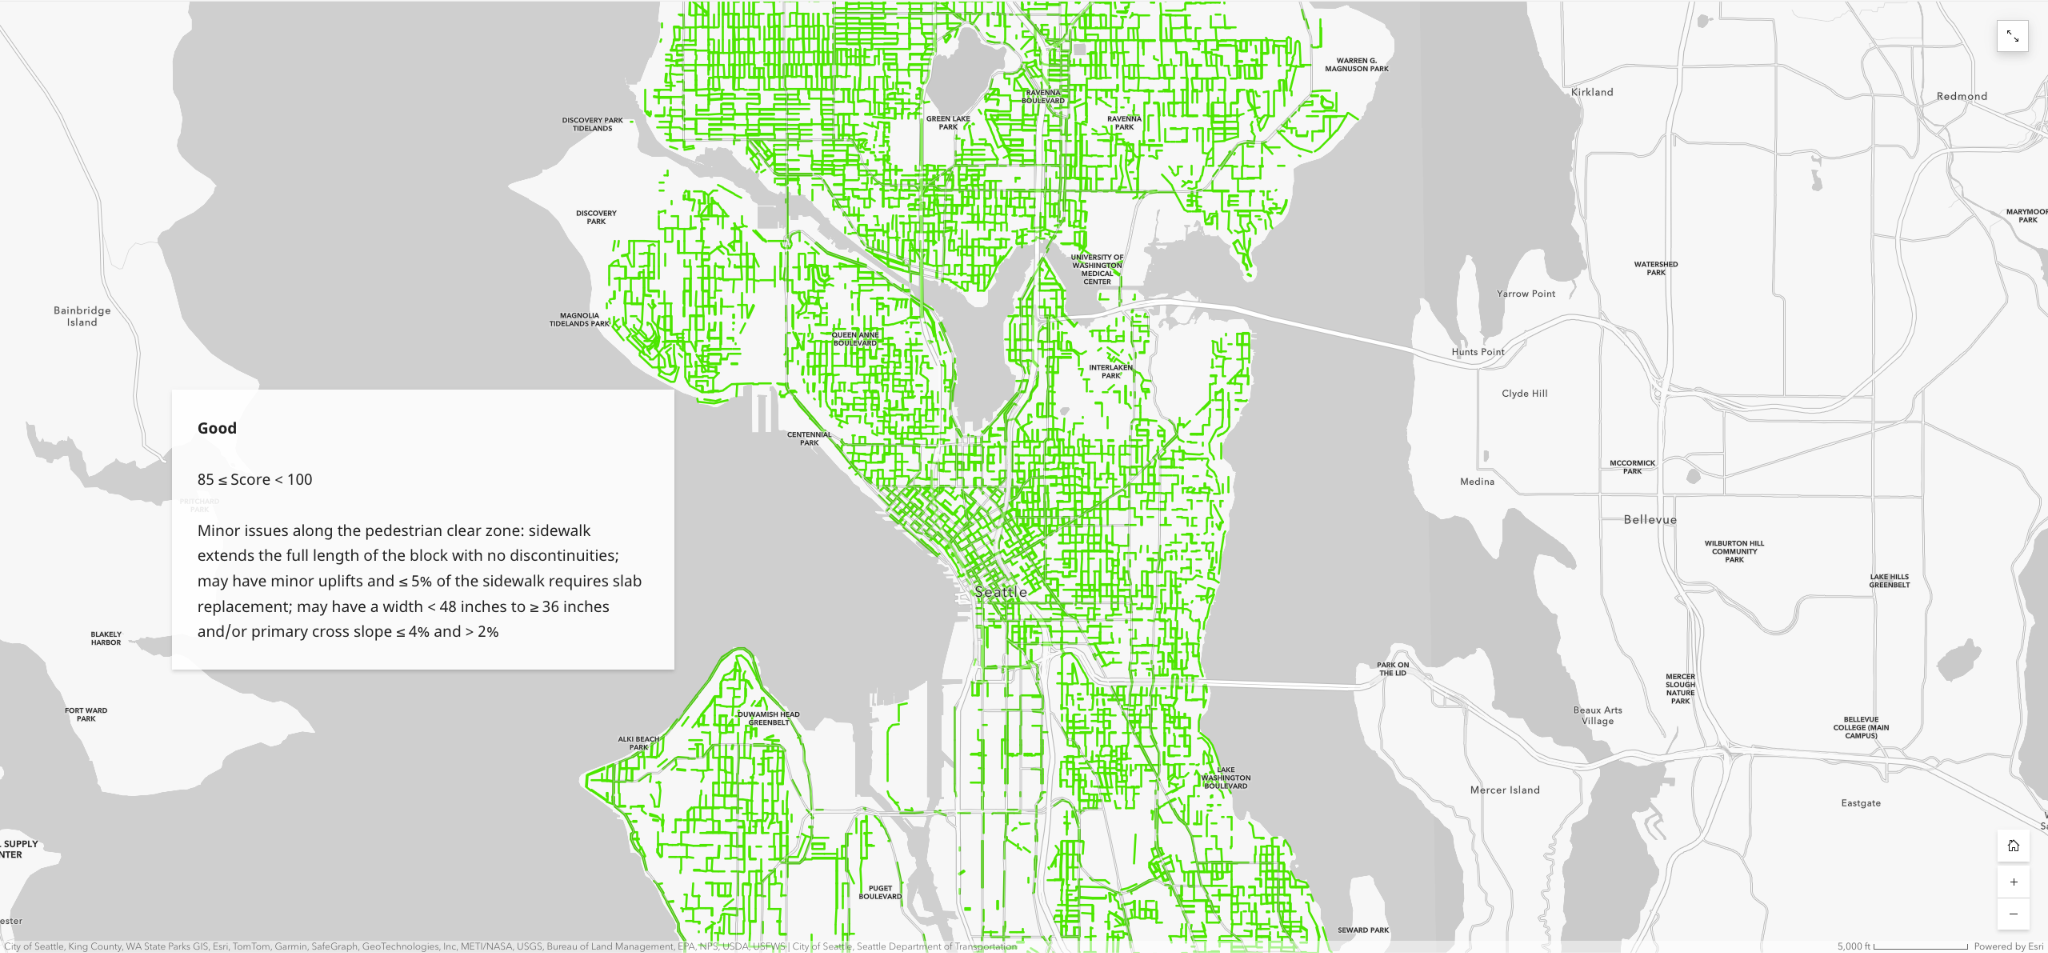 WARREN G.
MAGNUSON PARK
Kirkland
Redmond
RAVENNA
BOULEVARD
DISCOVERY PARK
TIDELANDS
GREEN LAKE
PARK
RAVENNA
PARK
DISCOVERY
PARK
MARYMOOR
PARK
UNIVERSITY OF
WASHINGTON
MEDICAL
CENTER
WATERSHED
PARK
Yarrow Point
Bainbridge
Island
MAGNOLIA
TIDELANDS PARK
QUEEN ANNE
BOULEVARD
Hunts Point
INTERLAKEN
PARK
Clyde Hill
Good
CENTENNIAL
PARK
85 ≤ Score < 100
MCCORMICK
PARK
Medina
PRITCHARD
PARK
Minor issues along the pedestrian clear zone: sidewalk
extends the full length of the block with no discontinuities;
may have minor uplifts and ≤ 5% of the sidewalk requires slab
replacement; may have a width < 48 inches to ≥ 36 inches
and/or primary cross slope ≤ 4% and > 2%
Bellevue
WILBURTON HILL
COMMUNITY
PARK
LAKE HILLS
GREENBELT
Seattle
BLAKELY
HARBOR
PARK ON
THE LID
MERCER
SLOUGH
NATURE
PARK
FORT WARD
PARK
DUWAMISH HEAD
GREENBELT
Beaux Arts
Village
BELLEVUE
COLLEGE (MAIN
CAMPUS)
ALKI BEACH
PARK
LAKE
WASHINGTON
BOULEVARD
Mercer Island
Eastgate
L SUPPLY
NTER
PUGET
BOULEVARD
ester
SEWARD PARK
City of Seattle, King County, WA State Parks GIS, Esri, TomTom, Garmin, SafeGraph, GeoTechnologies, Inc, METI/NASA, USGS, Bureau of Land Management, EPA, NPS, USDA, USFWS | City of Seattle, Seattle Department of Transportation
5,000 ft
Powered by Esri